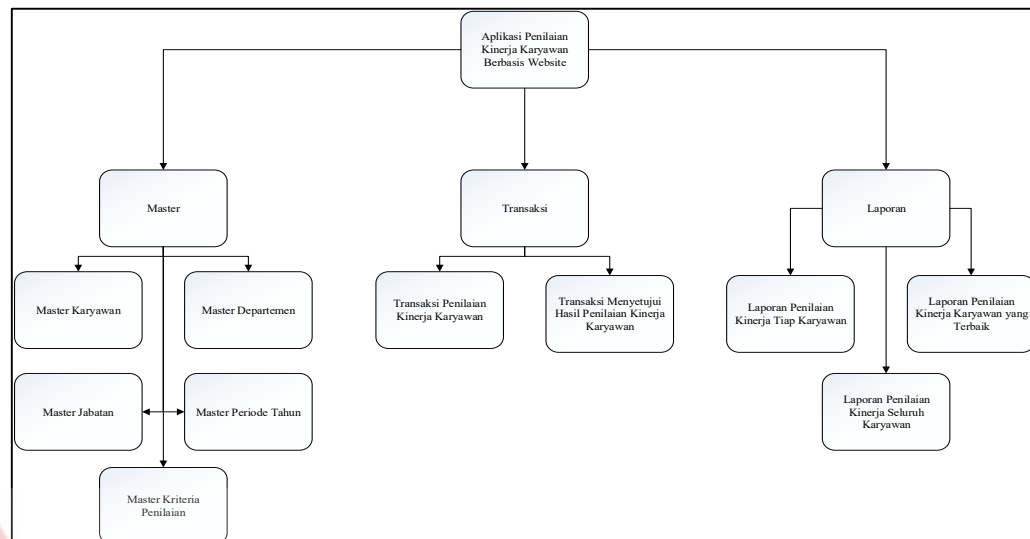 Aplikasi Penilaian
Kinerja Karyawan
Berbasis Website
Master
Transaksi
Laporan
Master Karyawan
Master Departemen
Transaksi Penilaian
Kinerja Karyawan
Transaksi Menyetujui
Hasil Penilaian Kinerja
Karyawan
Laporan Penilaian
Kinerja Tiap Karyawan
Laporan Penilaian
Kinerja Karyawan yang
Terbaik
Master Jabatan
Master Periode Tahun
Laporan Penilaian
Kinerja Seluruh
Karyawan
Master Kriteria
Penilaian